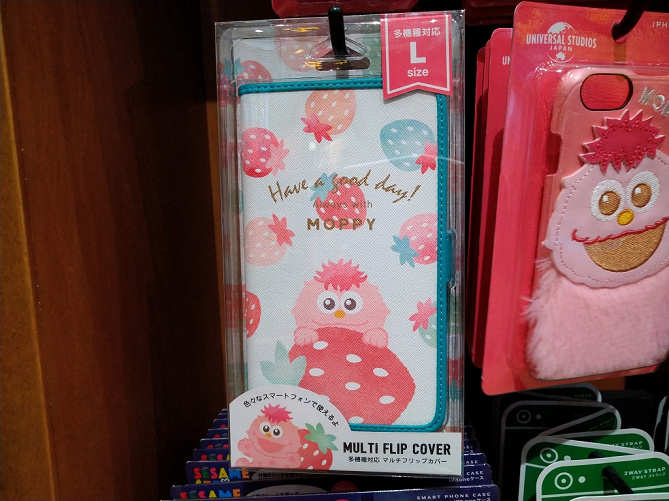 多機種対応
L
size
Have a good day!
Always with
MOPPY
色々なスマートフォンで使えるよ
MULTI FLIP COVER
多機種対応 マルチフリップカバー
UNIVERSAL STUDIOS
JAPAN
SESAME
SMART PHONE CASE
2WAY STRAP
2WAY STRAP